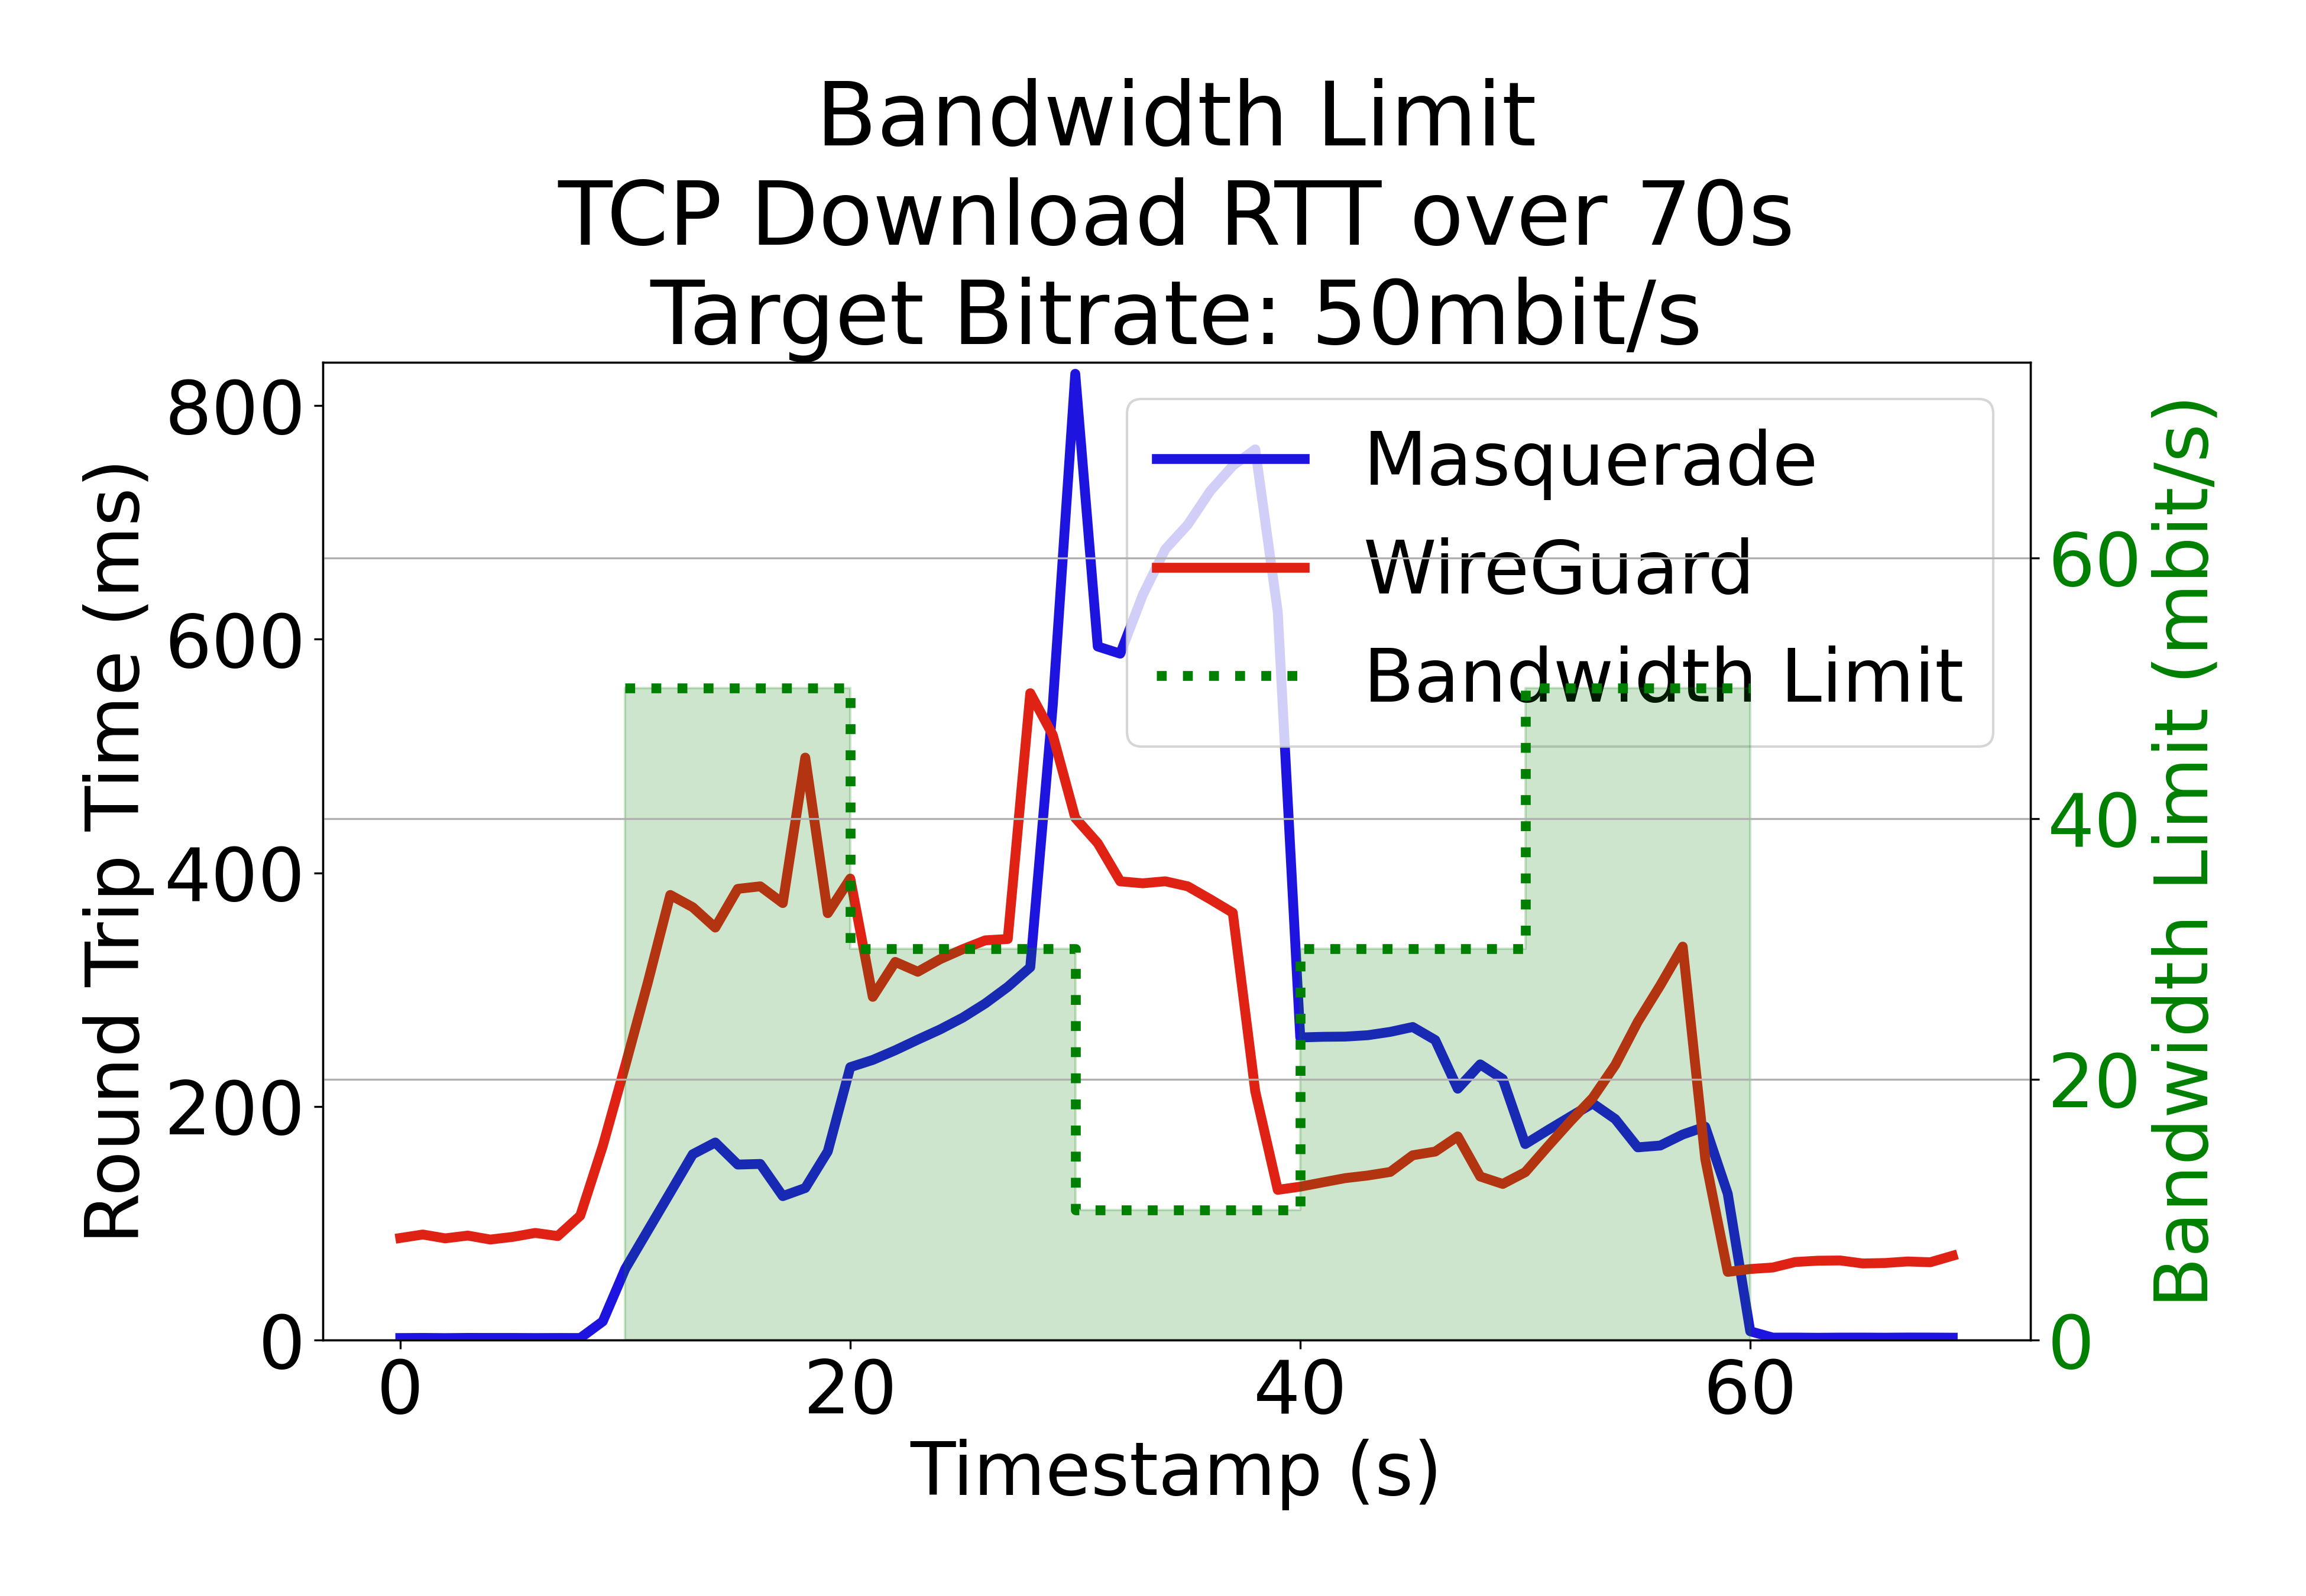 Bandwidth Limit
TCP Download RTT over 70s
Target Bitrate: 50mbit/s
800
600
400
200
0
Round Trip Time (ms)
Masquerade
WireGuard
Bandwidth Limit
60
40
20
0
Bandwidth Limit (mbit/s)
0 20 40 60
Timestamp (s)